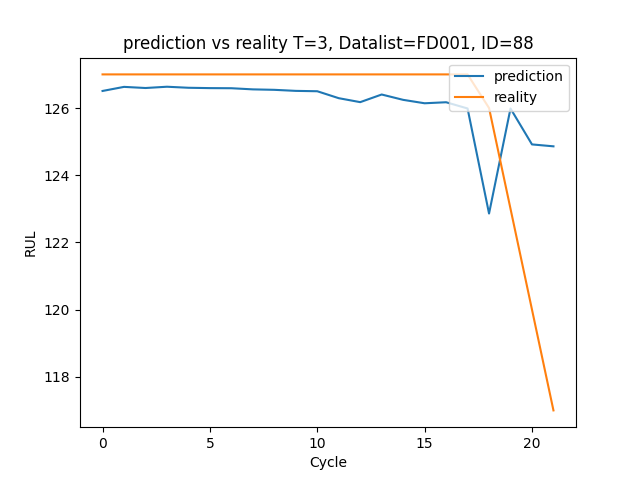 prediction vs reality T=3, Datalist=FD001, ID=88
prediction
reality
126
124
122
120
118
RUL
0
5
10
15
20
Cycle